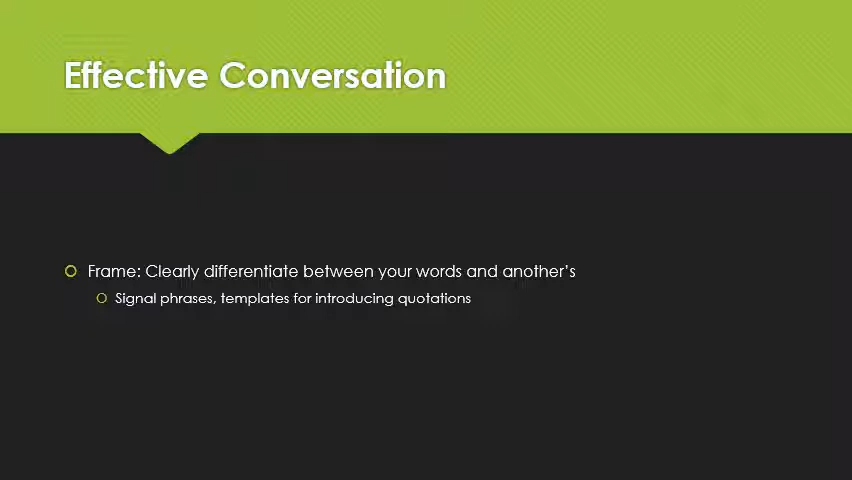 Effective Conversation
Frame: Clearly differentiate between your words and another’s
Signal phrases, templates for introducing quotations